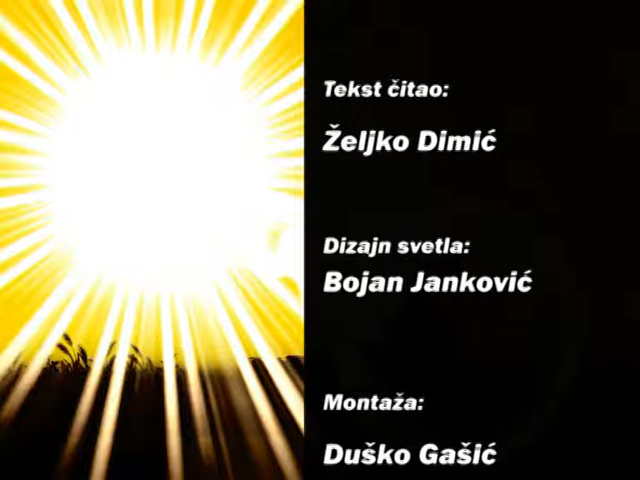 Tekst čitao:
Željko Dimić
Dizajn svetla:
Bojan Janković
Montaža:
Duško Gašić